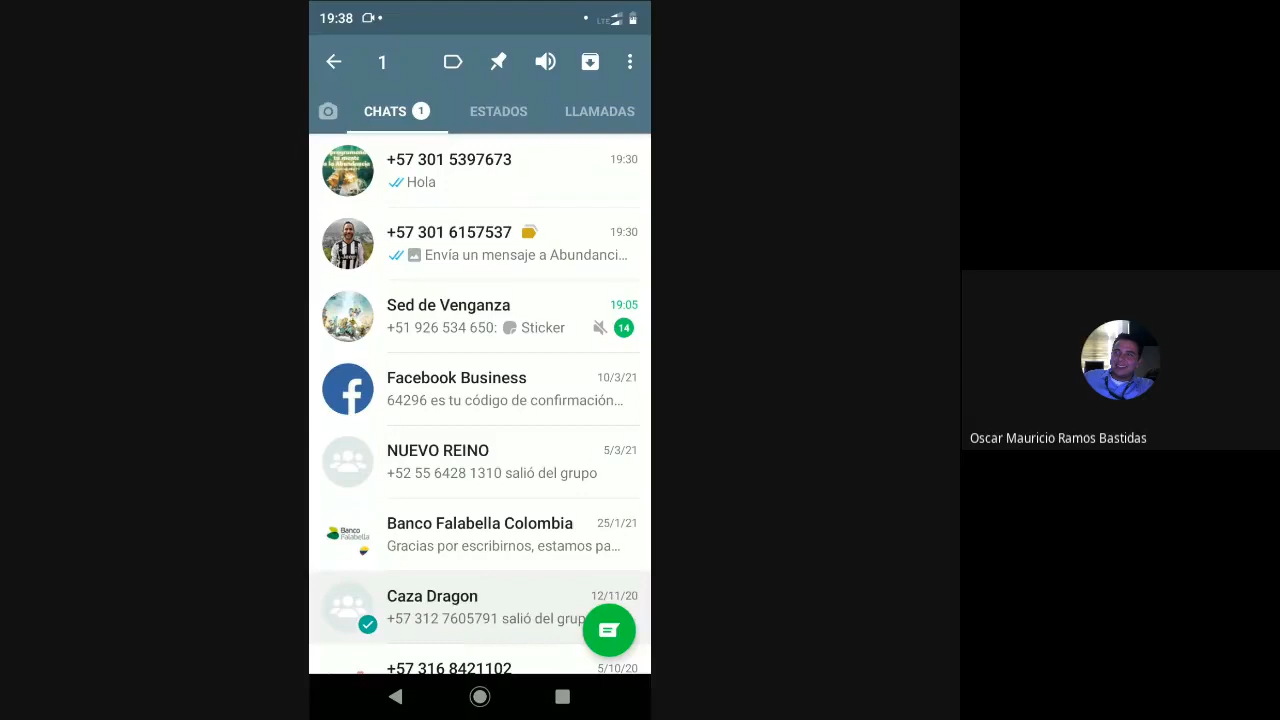 19:38
LTE
1
CHATS 1
ESTADOS
LLAMADAS
+57 301 5397673
19:30
Hola
+57 301 6157537
19:30
Envía un mensaje a Abundanci...
Sed de Venganza
19:05
+51 926 534 650: Sticker
14
Facebook Business
10/3/21
64296 es tu código de confirmación...
NUEVO REINO
5/3/21
+52 55 6428 1310 salió del grupo
Banco Falabella
Banco Falabella Colombia
25/1/21
Gracias por escribirnos, estamos pa...
Caza Dragon
12/11/20
+57 312 7605791 salió del grup
+57 316 8421102
5/10/20
Oscar Mauricio Ramos Bastidas